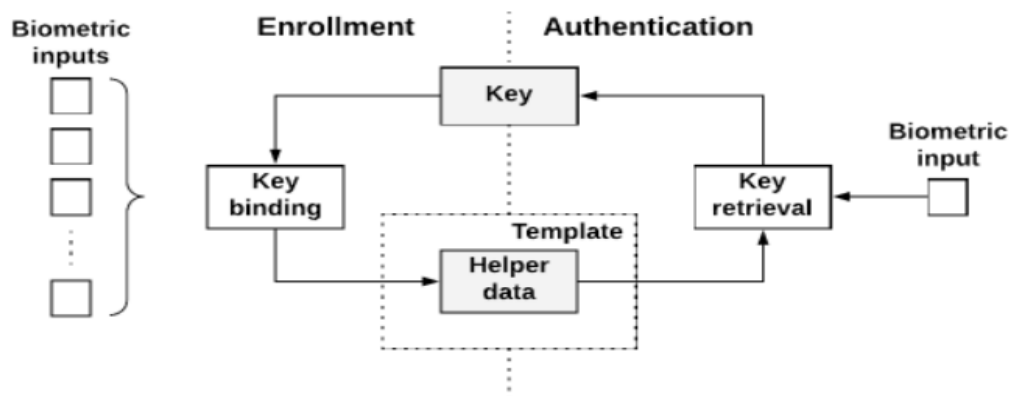 Biometric
inputs
Enrollment
Authentication
Key
Biometric
input
Key
binding
Key
retrieval
Template
Helper
data